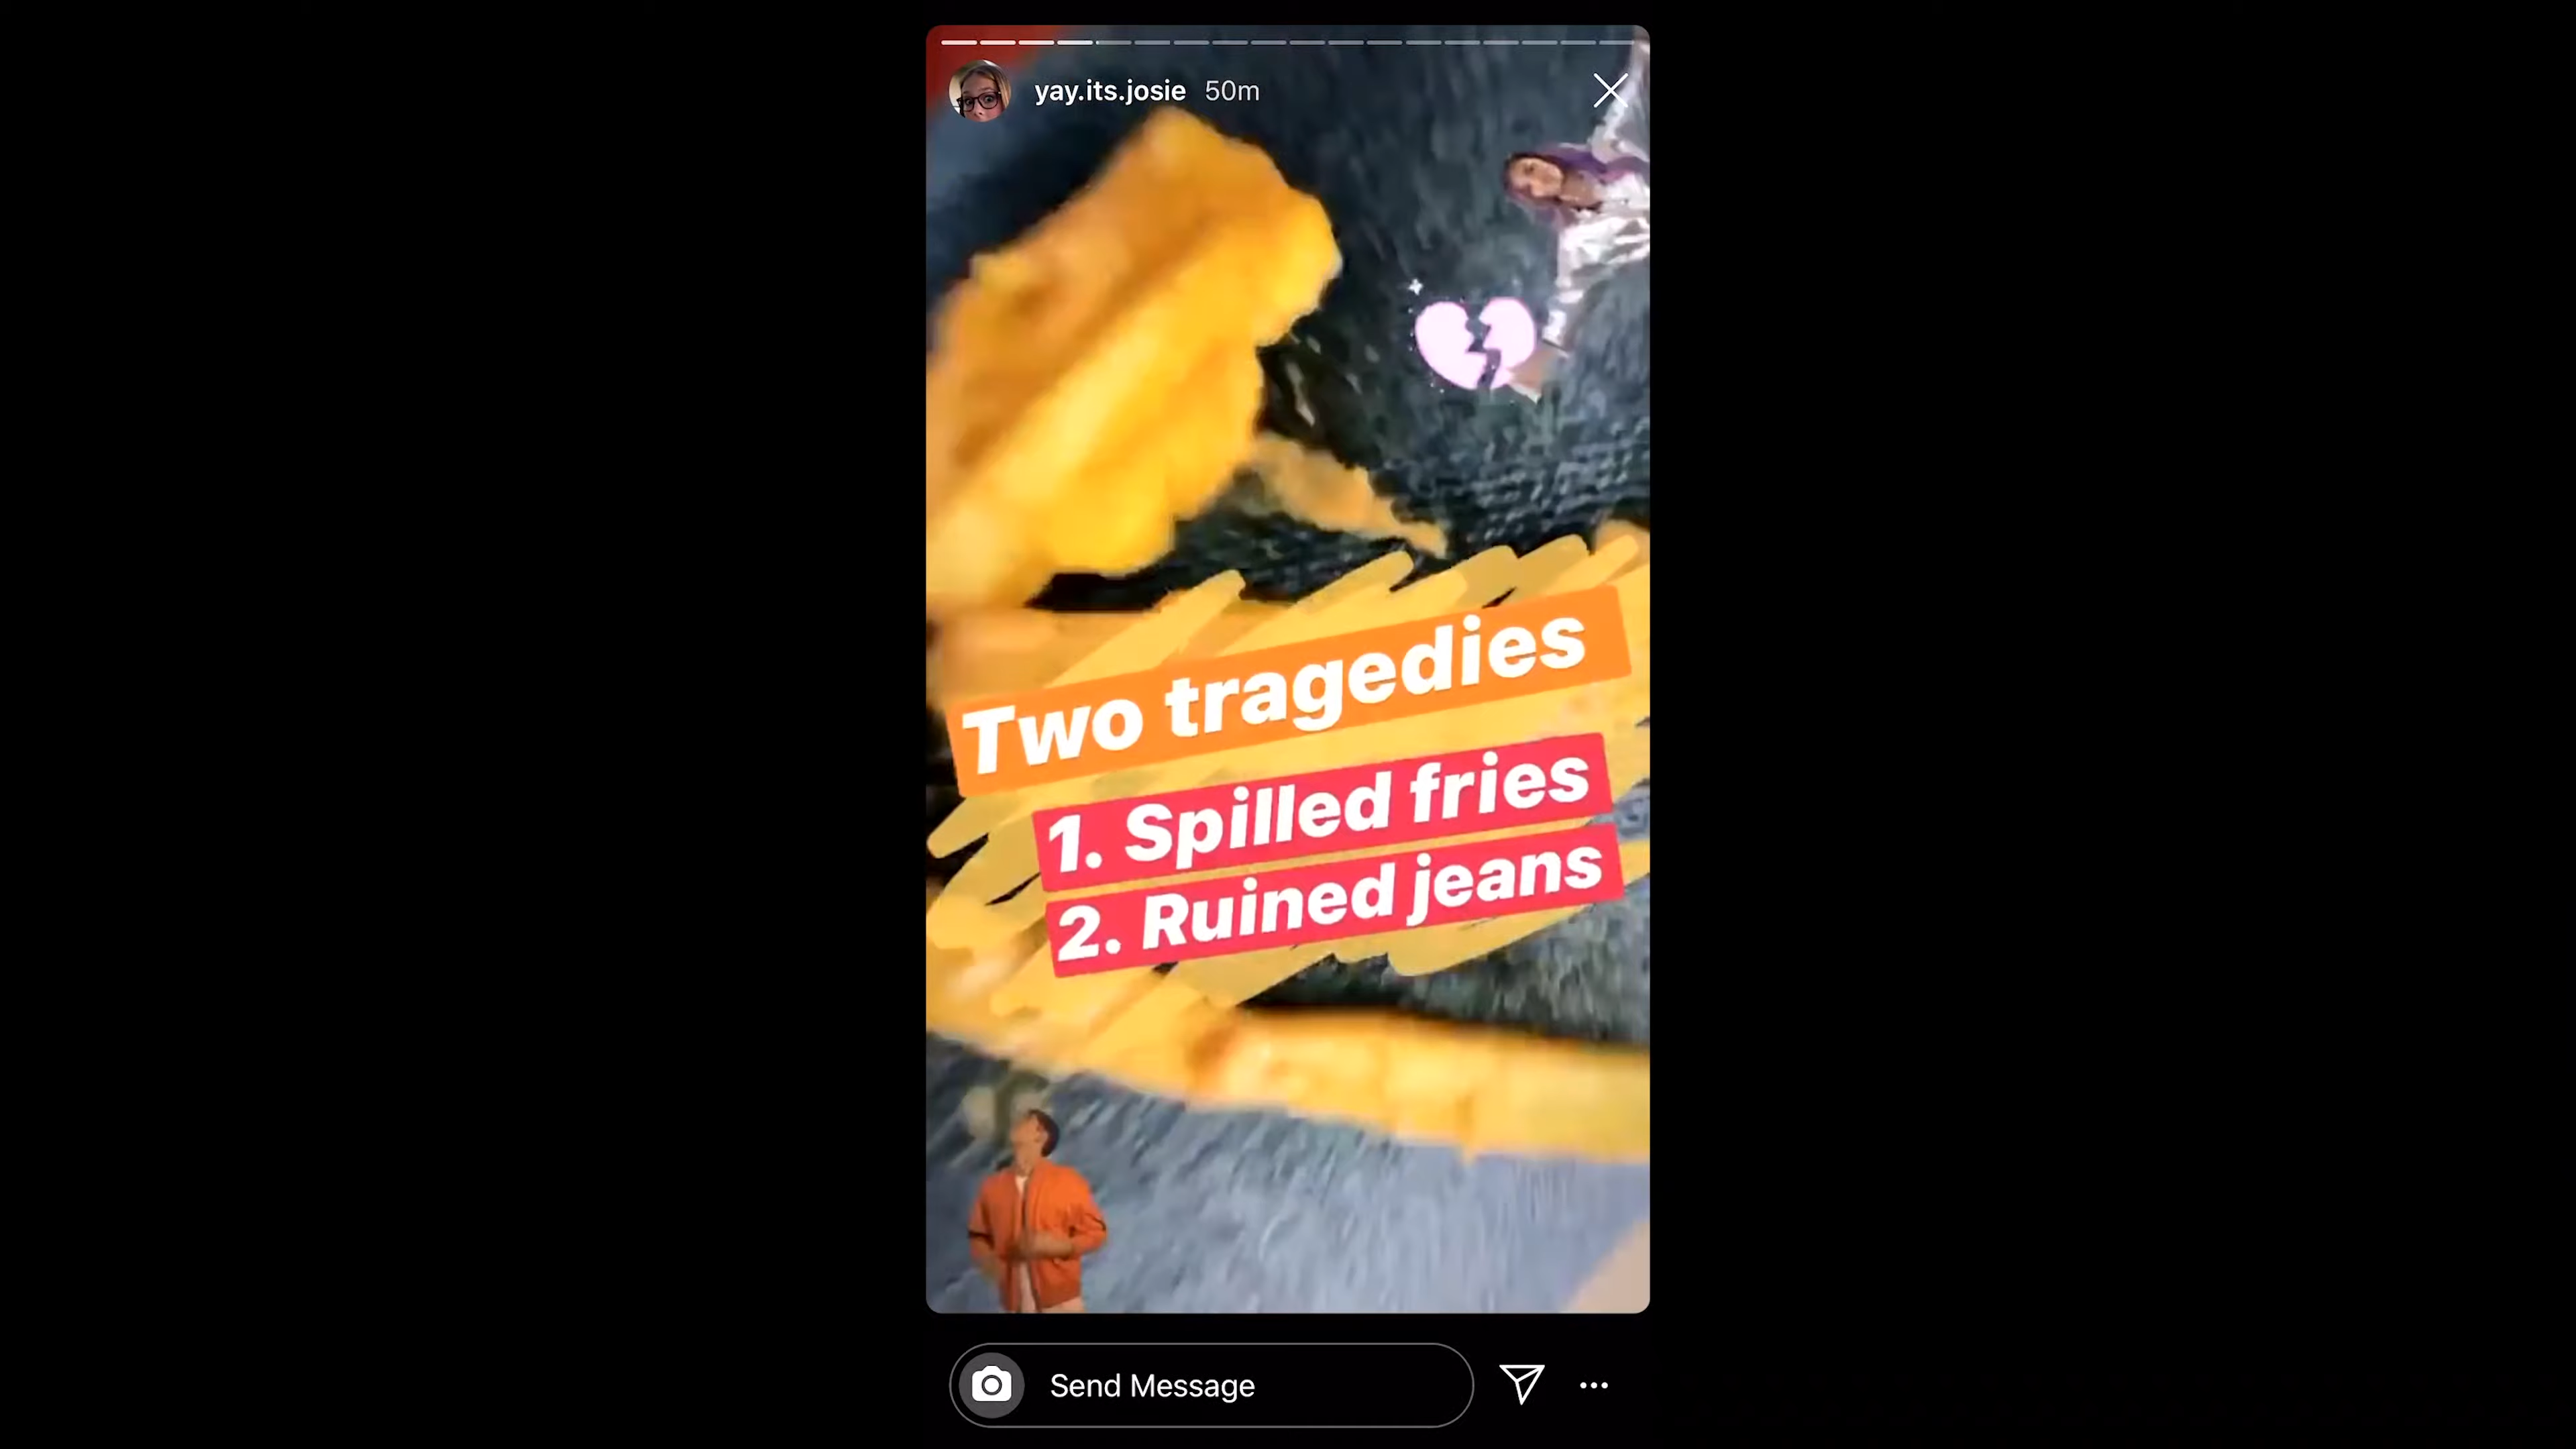 yay.its.josie 50m
Two tragedies
1. Spilled fries
2. Ruined jeans
Send Message